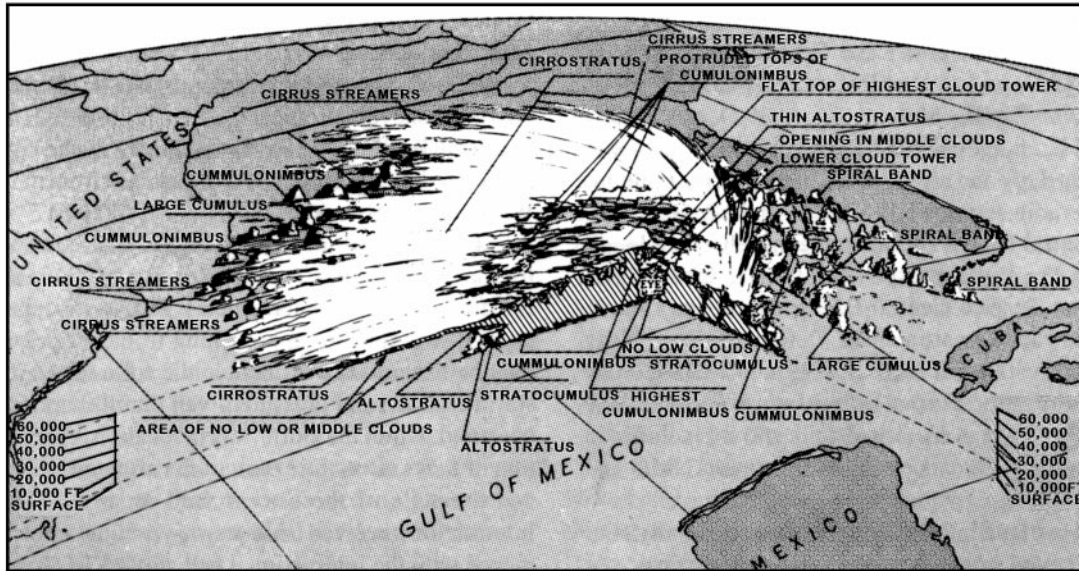 CIRRUS STREAMERS
PROTRUDED TOPS OF
CUMULONIMBUS
CIRROSTRATUS
CIRRUS STREAMERS
FLAT TOP OF HIGHEST CLOUD TOWER
THIN ALTOSTRATUS
OPENING IN MIDDLE CLOUDS
LOWER CLOUD TOWER
SPIRAL BAND
UNITED STATES
CUMMULONIMBUS
LARGE CUMULUS
CUMMULONIMBUS
SPIRAL BAND
CIRRUS STREAMERS
EYE
SPIRAL BAND
CIRRUS STREAMERS
CUBA
NO LOW CLOUDS
CUMMULONIMBUS
STRATOCUMULUS
LARGE CUMULUS
CIRROSTRATUS
ALTOSTRATUS
STRATOCUMULUS
HIGHEST
CUMULONIMBUS
CUMMULONIMBUS
AREA OF NO LOW OR MIDDLE CLOUDS
ALTOSTRATUS
60,000
50,000
40,000
30,000
20,000
10,000 FT
SURFACE
60,000
50,000
40,000
30,000
20,000
10,000FT
SURFACE
GULF OF MEXICO
MEXICO